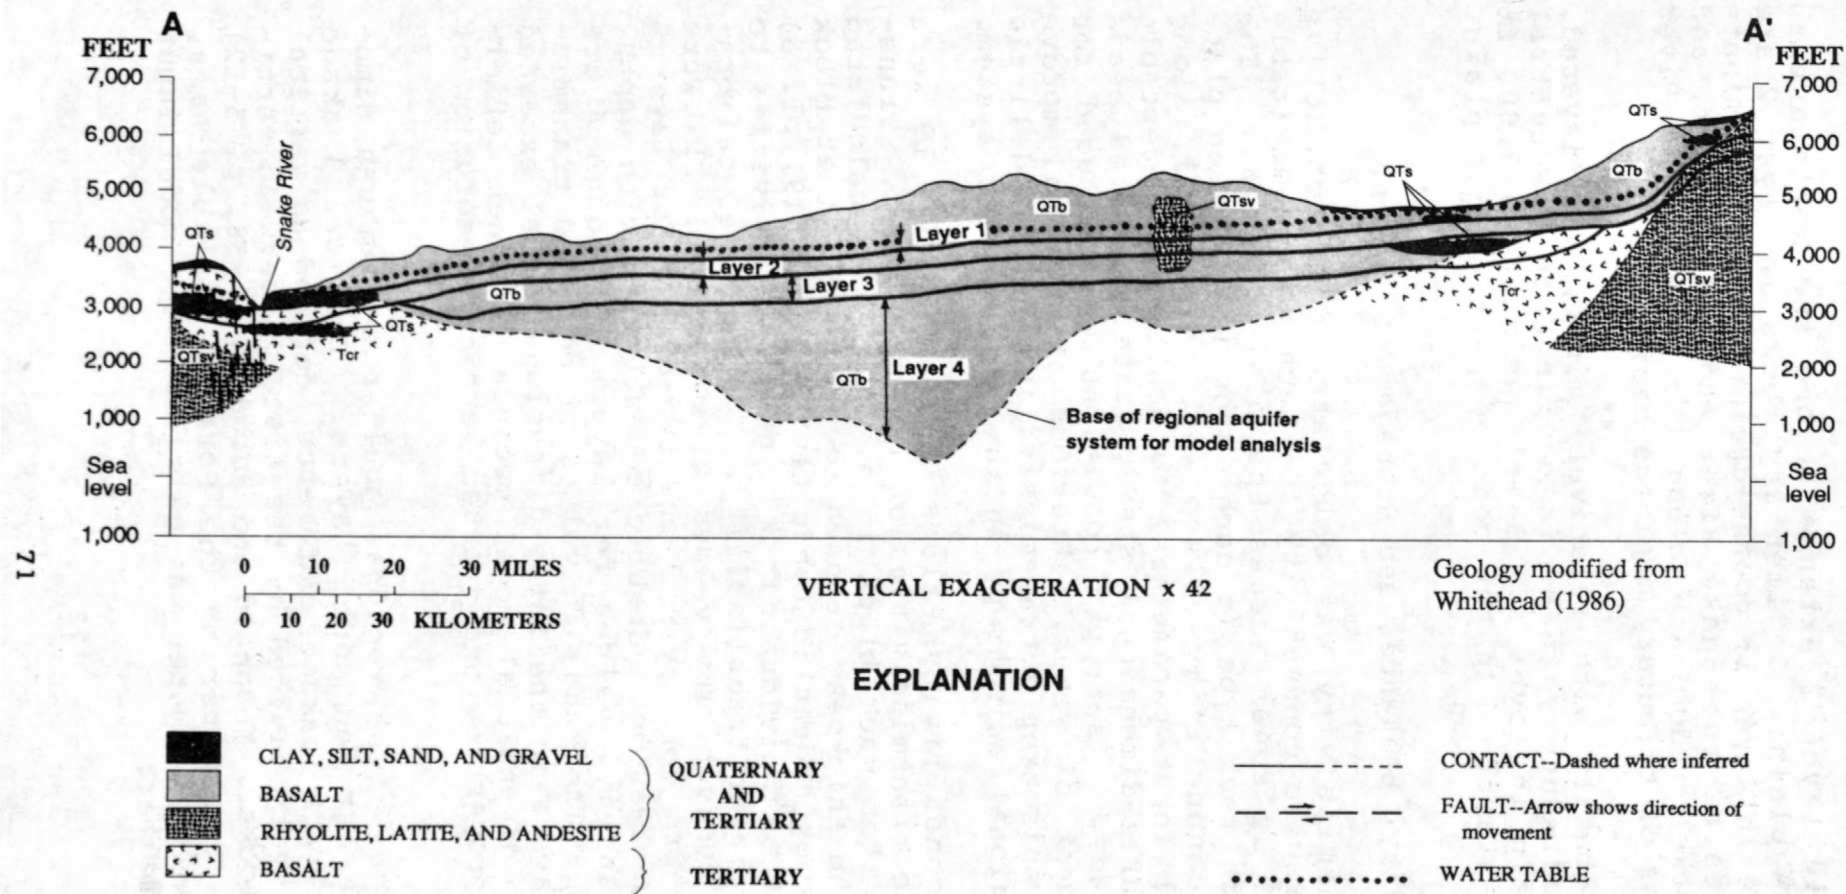 A
A'
FEET
FEET
7,000
7,000
6,000
6,000
5,000
5,000
4,000
4,000
3,000
3,000
2,000
2,000
1,000
1,000
Sea
level
Sea
level
1,000
1,000
QTs
Snake River
QTb
QTsv
QTs
QTs
QTb
Layer 1
Layer 2
Layer 3
QTb
Layer 4
QTb
QTs
QTsv
Tcr
Tcr
QTsv
Base of regional aquifer
system for model analysis
0 10 20 30 MILES
0 10 20 30 KILOMETERS
VERTICAL EXAGGERATION x 42
Geology modified from
Whitehead (1986)
71
EXPLANATION
CLAY, SILT, SAND, AND GRAVEL
BASALT
RHYOLITE, LATITE, AND ANDESITE
QUATERNARY
AND
TERTIARY
BASALT
TERTIARY
CONTACT--Dashed where inferred
FAULT--Arrow shows direction of
movement
WATER TABLE